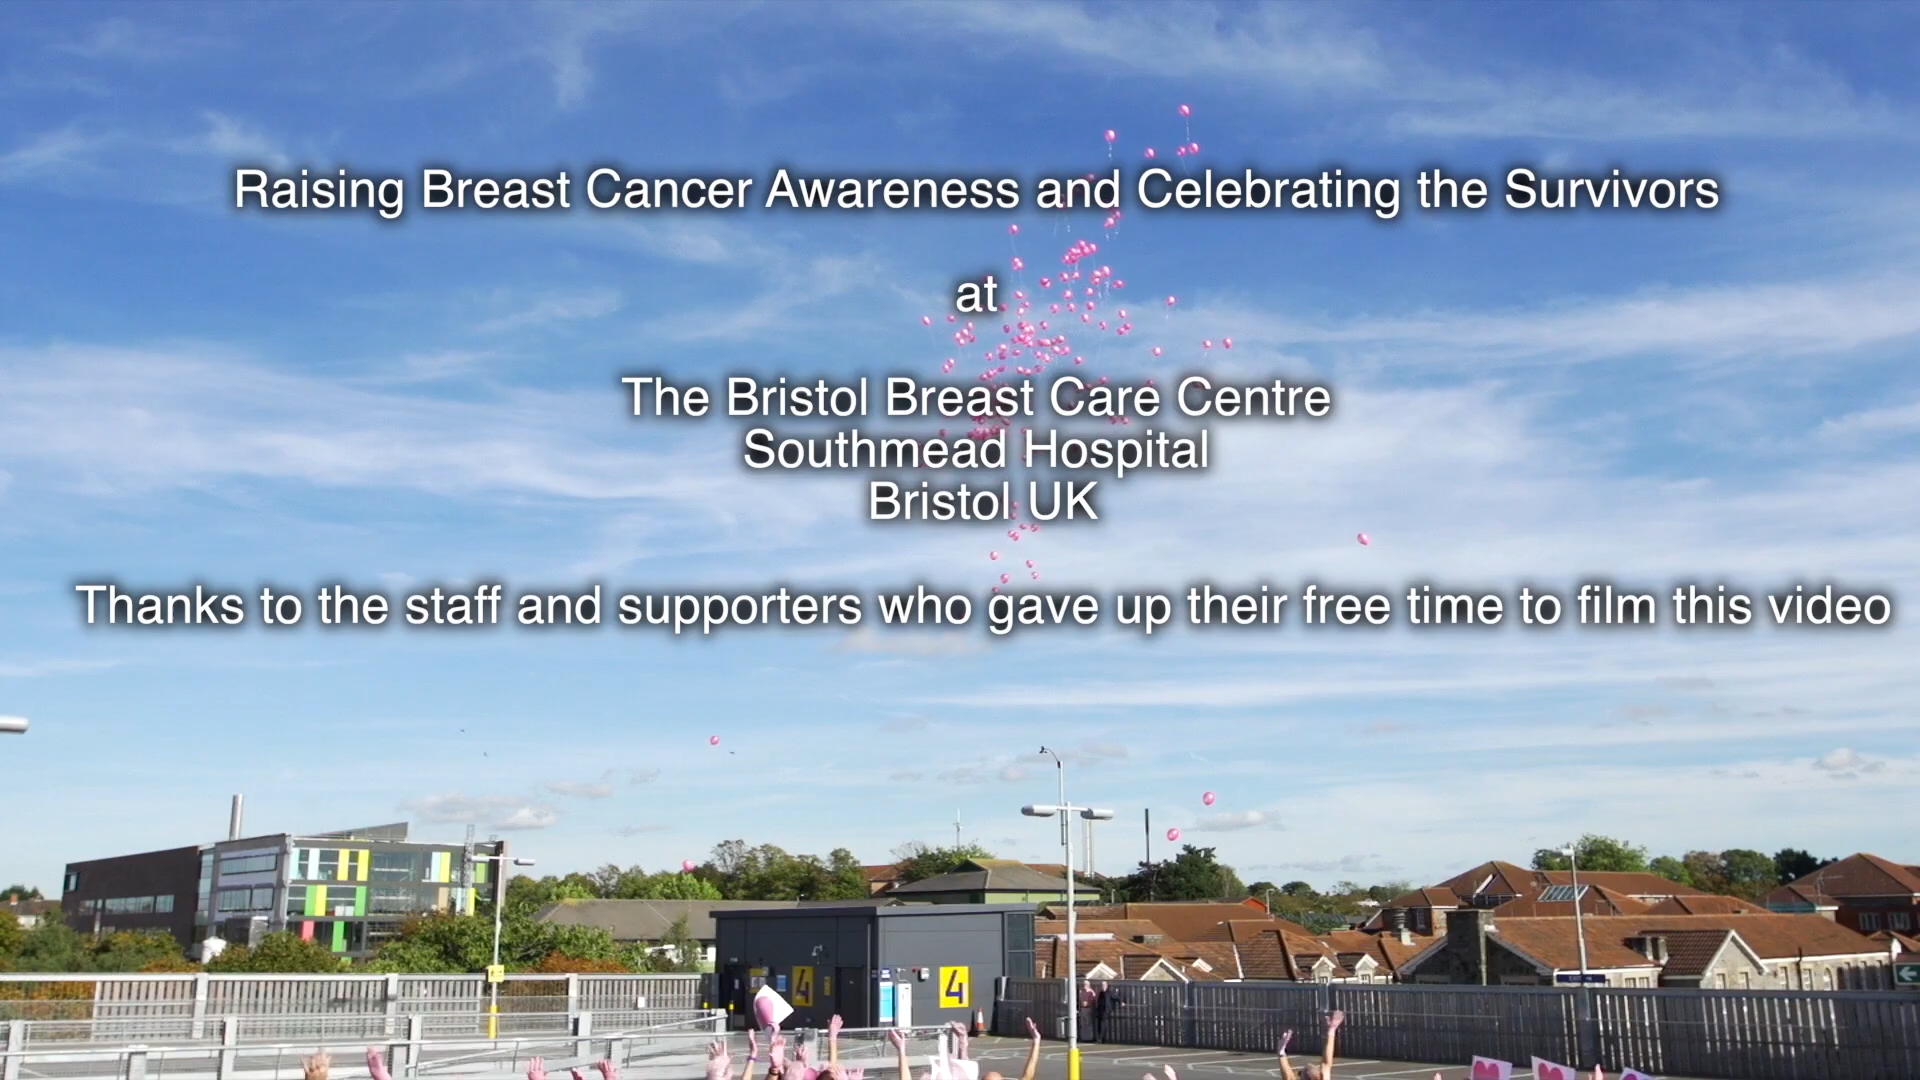 Raising Breast Cancer Awareness and Celebrating the Survivors
at
The Bristol Breast Care Centre
Southmead Hospital
Bristol UK
Thanks to the staff and supporters who gave up their free time to film this video
4
4